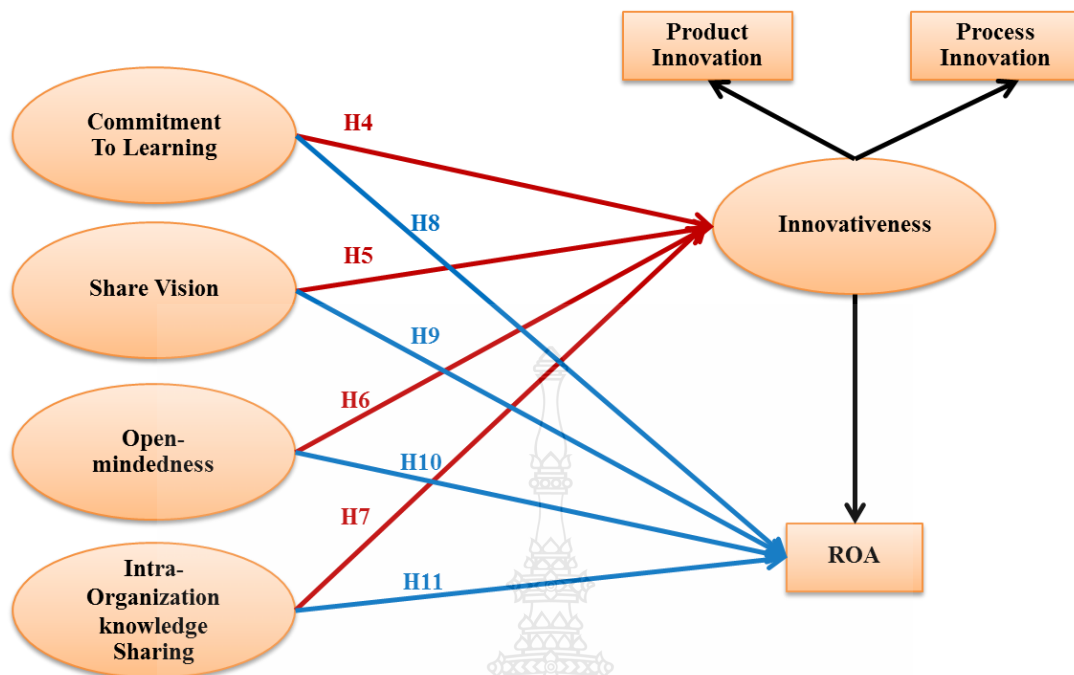 Product
Innovation
Process
Innovation
Commitment
To Learning
H4
H8
Innovativeness
H5
Share Vision
H9
H6
Open-
mindedness
H10
H7
ROA
Intra-
Organization
knowledge
Sharing
H11